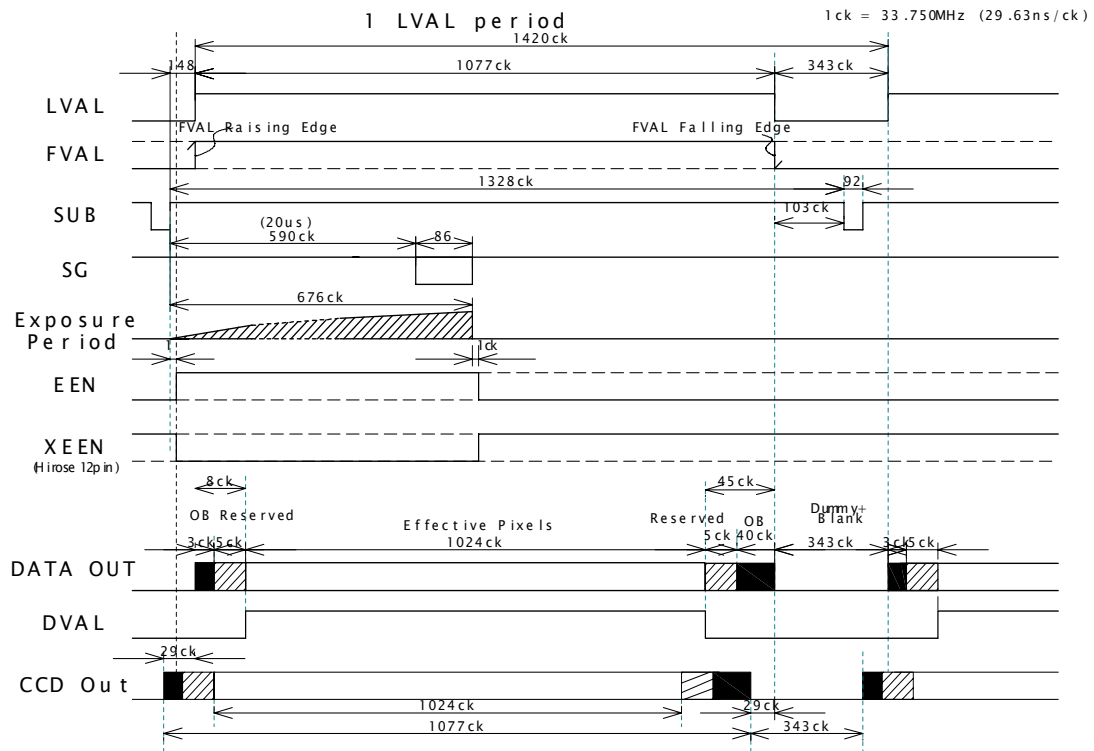 1 LVAL period
1ck = 33.750MHz (29.63ns/ck)
1420ck
148
1077ck
343ck
LVAL
FVAL Raising Edge
FVAL Falling Edge
FVAL
1328ck
92
SUB
103ck
(20us)
590ck
86
SG
676ck
Exposure
Period
1
1ck
EEN
XEEN
(Hirose 12pin)
8ck
45ck
OB Reserved
Effective Pixels
Reserved
OB
Dummy+
Blank
3ck
5ck
1024ck
5ck
40ck
343ck
3ck
5ck
DATA OUT
DVAL
29ck
CCD Out
1024ck
29ck
1077ck
343ck